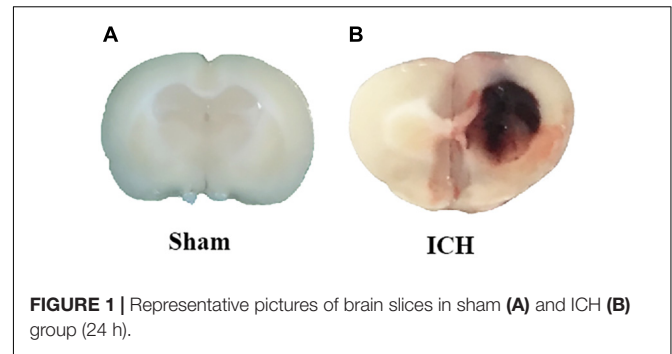 A
B
Sham
ICH
FIGURE 1 | Representative pictures of brain slices in sham (A) and ICH (B)
group (24 h).